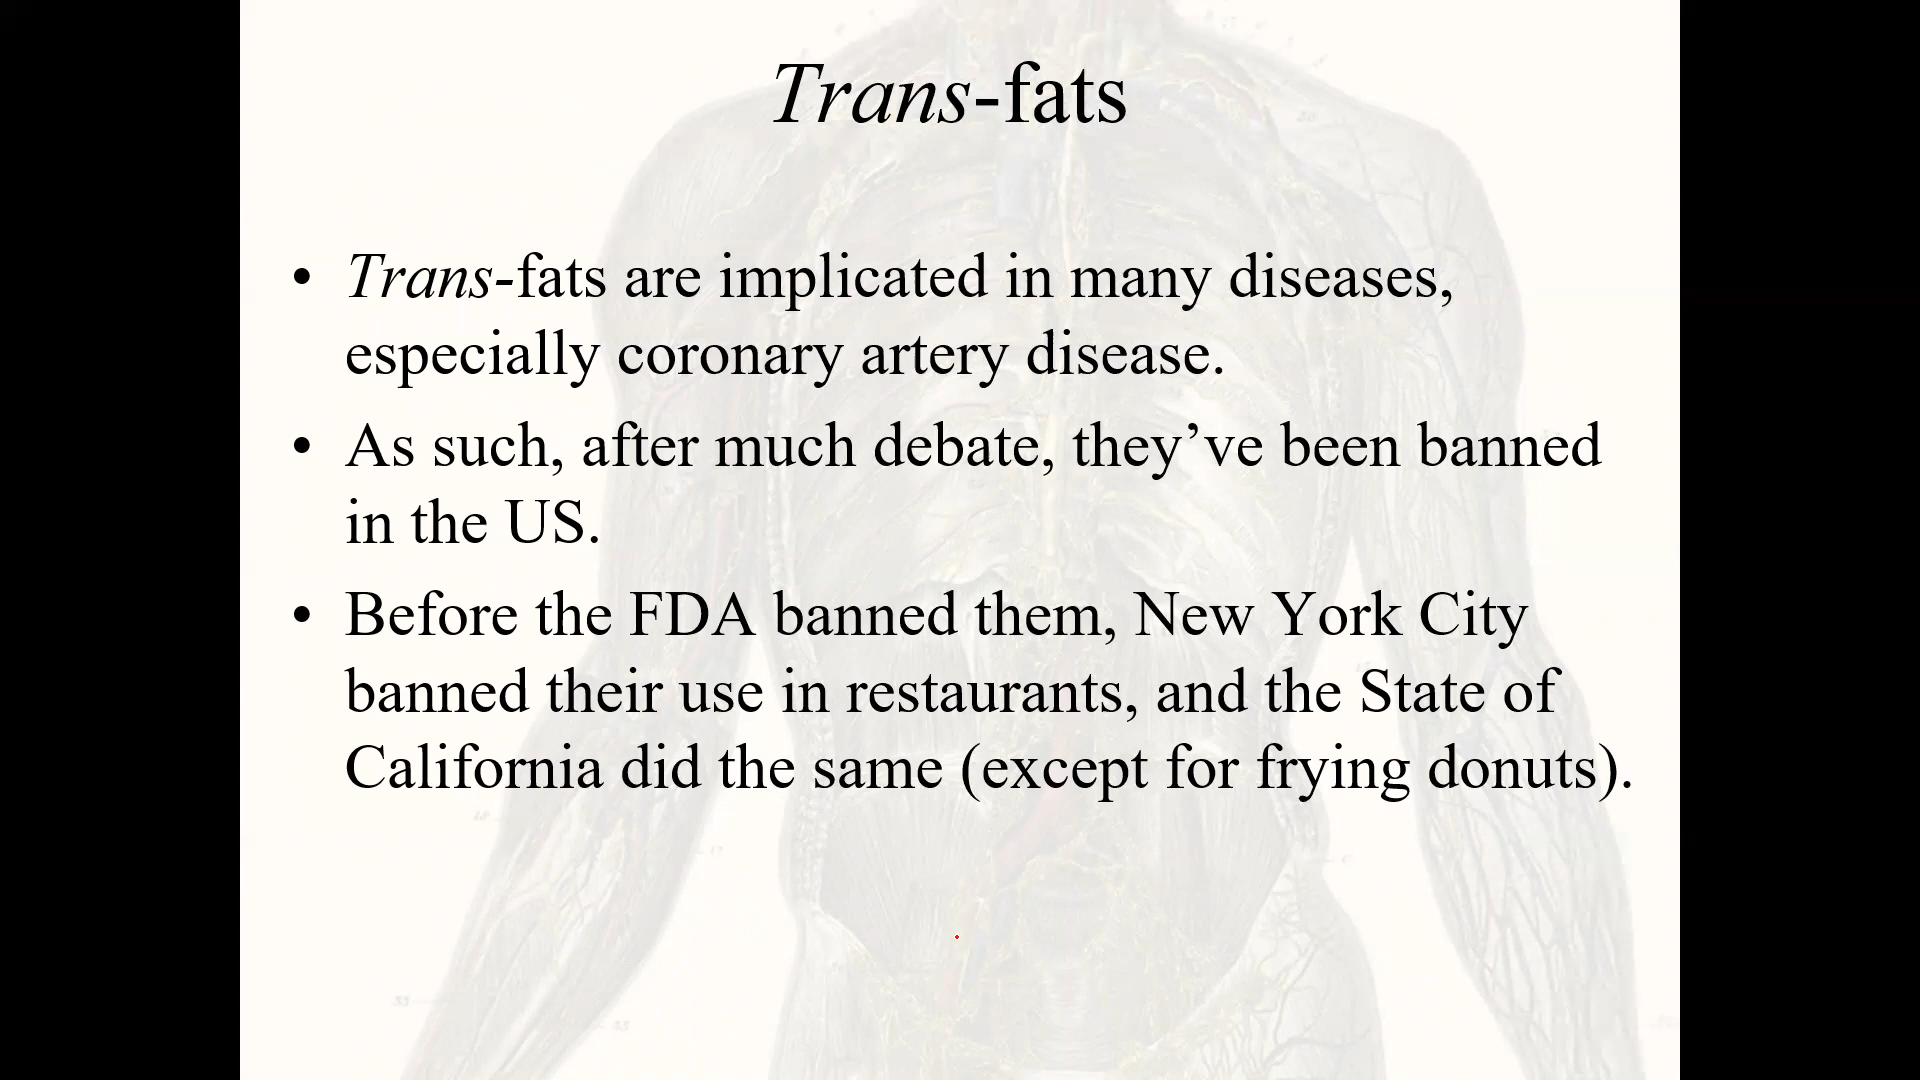 Trans-fats
• Trans-fats are implicated in many diseases,
especially coronary artery disease.
• As such, after much debate, they’ve been banned
in the US.
• Before the FDA banned them, New York City
banned their use in restaurants, and the State of
California did the same (except for frying donuts).